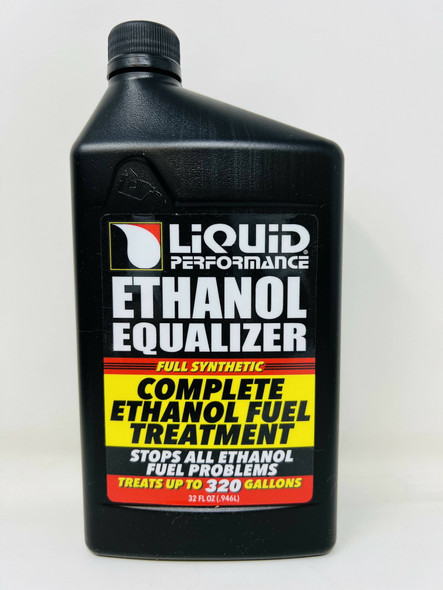 LiQUiD
PERFORMANCE®
ETHANOL
EQUALIZER
FULL SYNTHETIC
COMPLETE
ETHANOL FUEL
TREATMENT
STOPS ALL ETHANOL
FUEL PROBLEMS
TREATS UP TO 320 GALLONS
32 FL OZ (.946L)